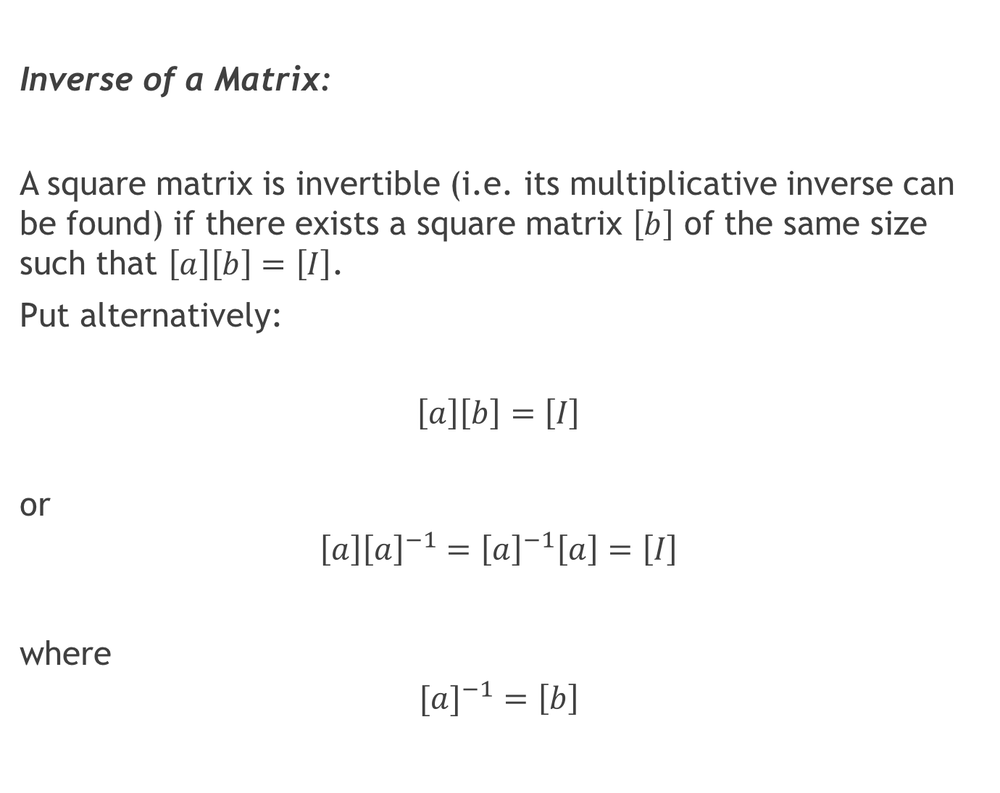 Inverse of a Matrix:
A square matrix is invertible (i.e. its multiplicative inverse can
be found) if there exists a square matrix [b] of the same size
such that [a][b] = [I].
Put alternatively:
[a][b] = [I]
or
[a][a]⁻¹ = [a]⁻¹[a] = [I]
where
[a]⁻¹ = [b]